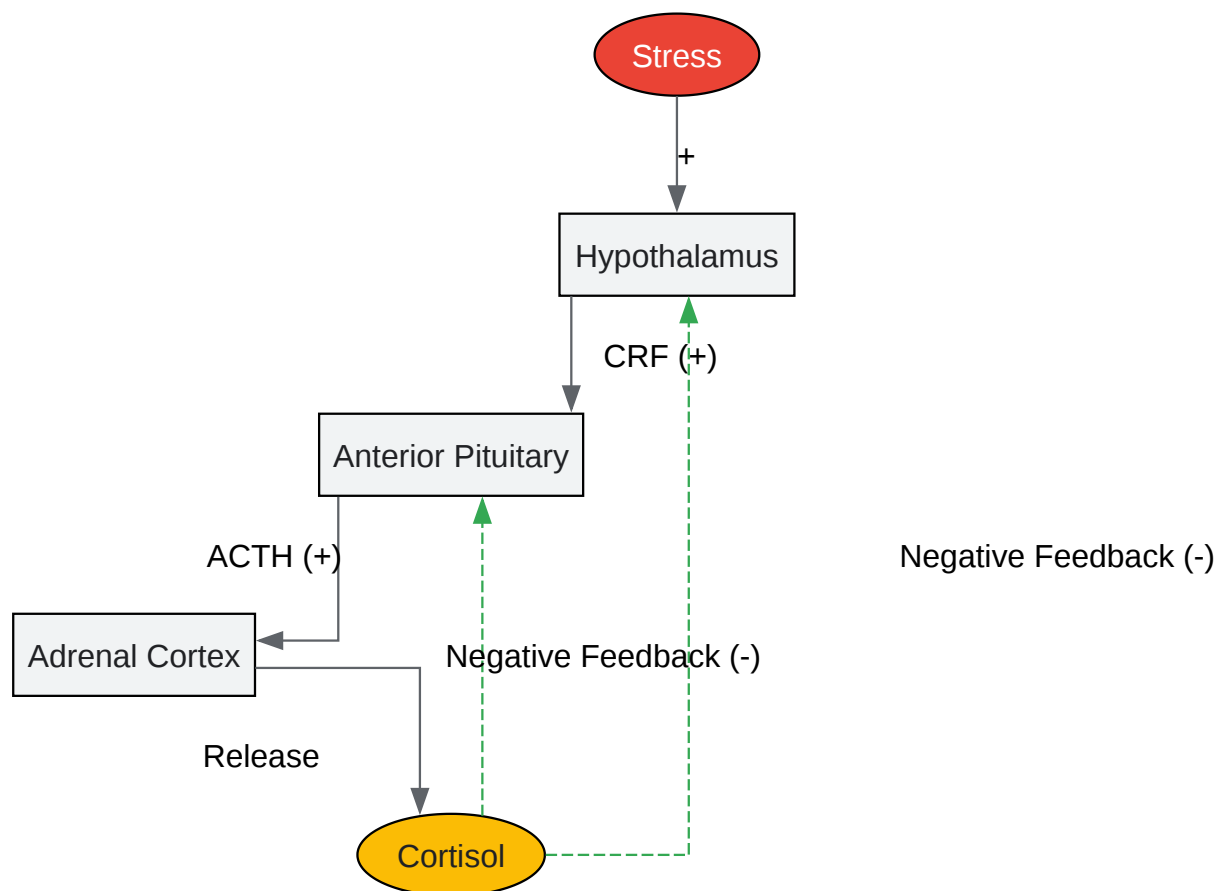 Stress
+
Hypothalamus
CRF (+)
Anterior Pituitary
ACTH (+)
Negative Feedback (-)
Adrenal Cortex
Negative Feedback (-)
Release
Cortisol